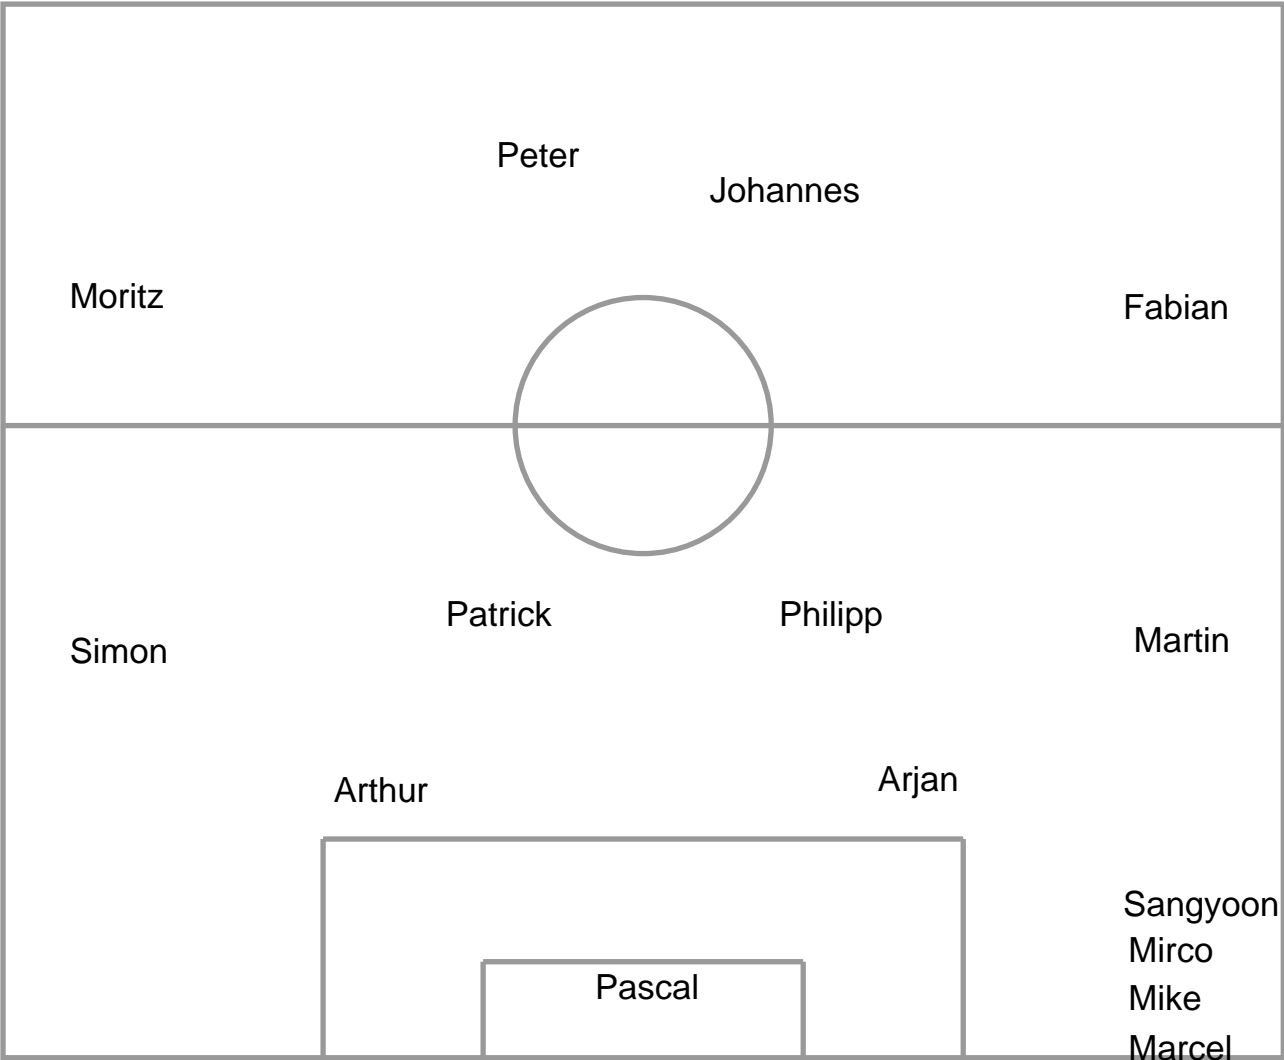 Peter
Johannes
Moritz
Fabian
Patrick
Philipp
Simon
Martin
Arthur
Arjan
Sangyoon
Mirco
Pascal
Mike
Marcel